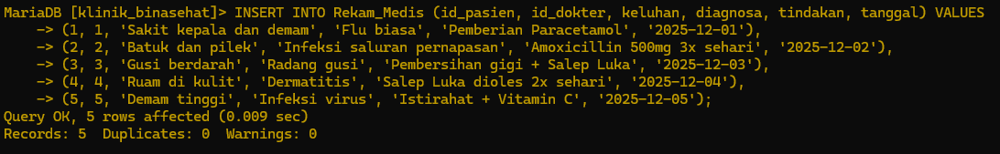 MariaDB [klinik_binasehat]> INSERT INTO Rekam_Medis (id_pasien, id_dokter, keluhan, diagnosa, tindakan, tanggal) VALUES
    -> (1, 1, 'Sakit kepala dan demam', 'Flu biasa', 'Pemberian Paracetamol', '2025-12-01'),
    -> (2, 2, 'Batuk dan pilek', 'Infeksi saluran pernapasan', 'Amoxicillin 500mg 3x sehari', '2025-12-02'),
    -> (3, 3, 'Gusi berdarah', 'Radang gusi', 'Pembersihan gigi + Salep Luka', '2025-12-03'),
    -> (4, 4, 'Ruam di kulit', 'Dermatitis', 'Salep Luka dioles 2x sehari', '2025-12-04'),
    -> (5, 5, 'Demam tinggi', 'Infeksi virus', 'Istirahat + Vitamin C', '2025-12-05');
Query OK, 5 rows affected (0.009 sec)
Records: 5  Duplicates: 0  Warnings: 0